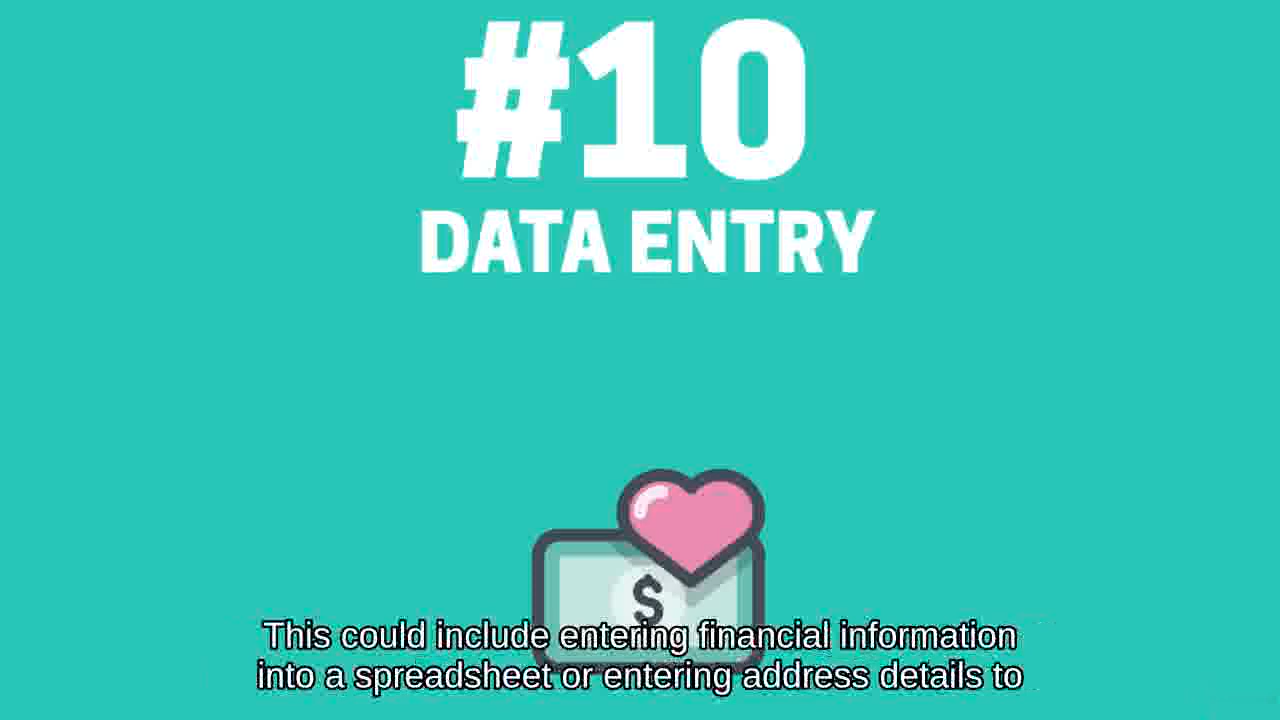 #10
DATA ENTRY
$
This could include entering financial information
into a spreadsheet or entering address details to